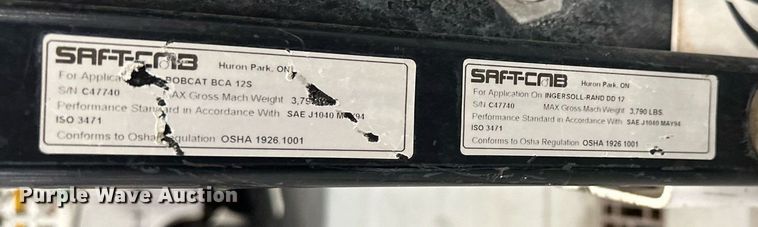 SAFT-CAB Huron Park, ON
For Applica BOBCAT BCA 12S
S/N C47740 MAX Gross Mach Weight 3,79
Performance Standard in Accordance With SAE J1040 MAY94
ISO 3471
Conforms to Osha Regulation OSHA 1926.1001
SAFT-CAB Huron Park, ON
For Application On INGERSOLL-RAND DD 12
S/N C47740 MAX Gross Mach Weight 3,790 LBS
Performance Standard in Accordance With SAE J1040 MAY94
ISO 3471
Conforms to Osha Regulation OSHA 1926.1001
Purple Wave Auction